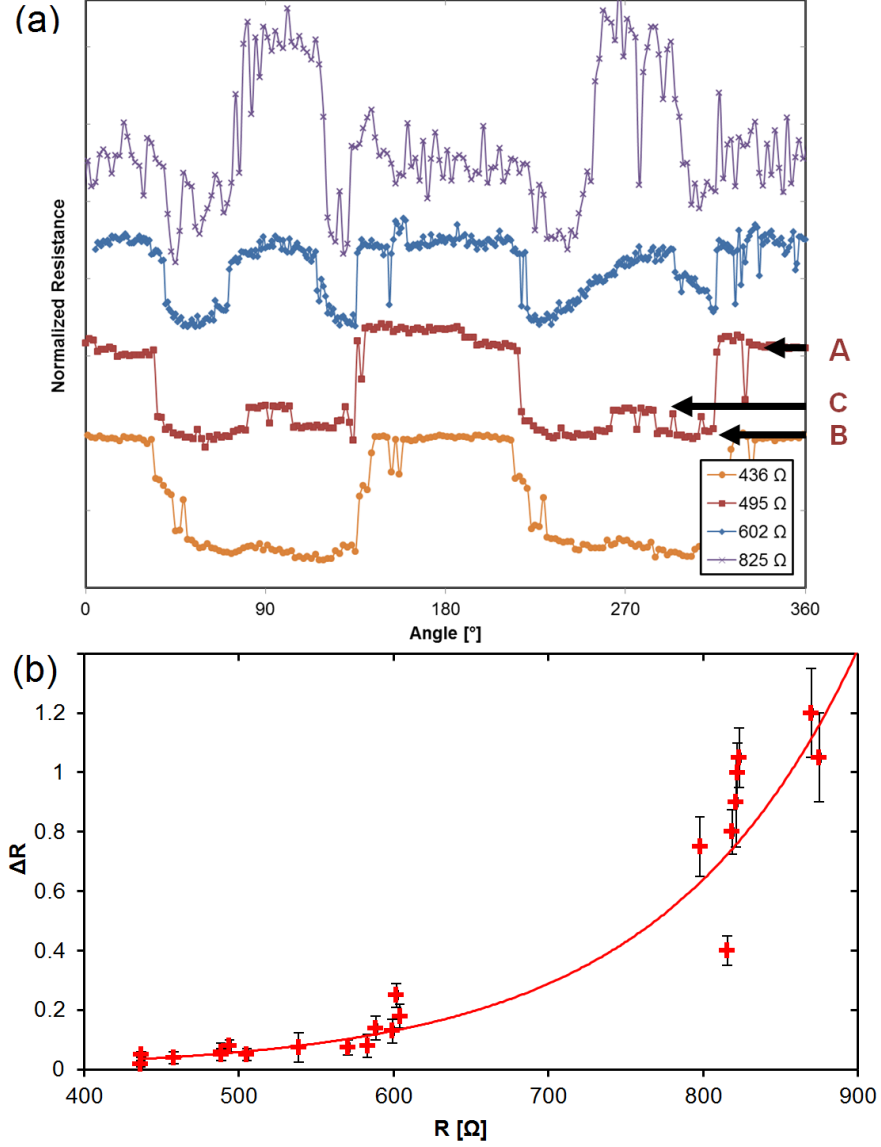 (a)
Normalized Resistance
A
C
B
436 Ω
495 Ω
602 Ω
825 Ω
0
90
180
270
360
Angle [°]
(b)
1.2
1
0.8
0.6
0.4
0.2
0
ΔR
400
500
600
700
800
900
R [Ω]